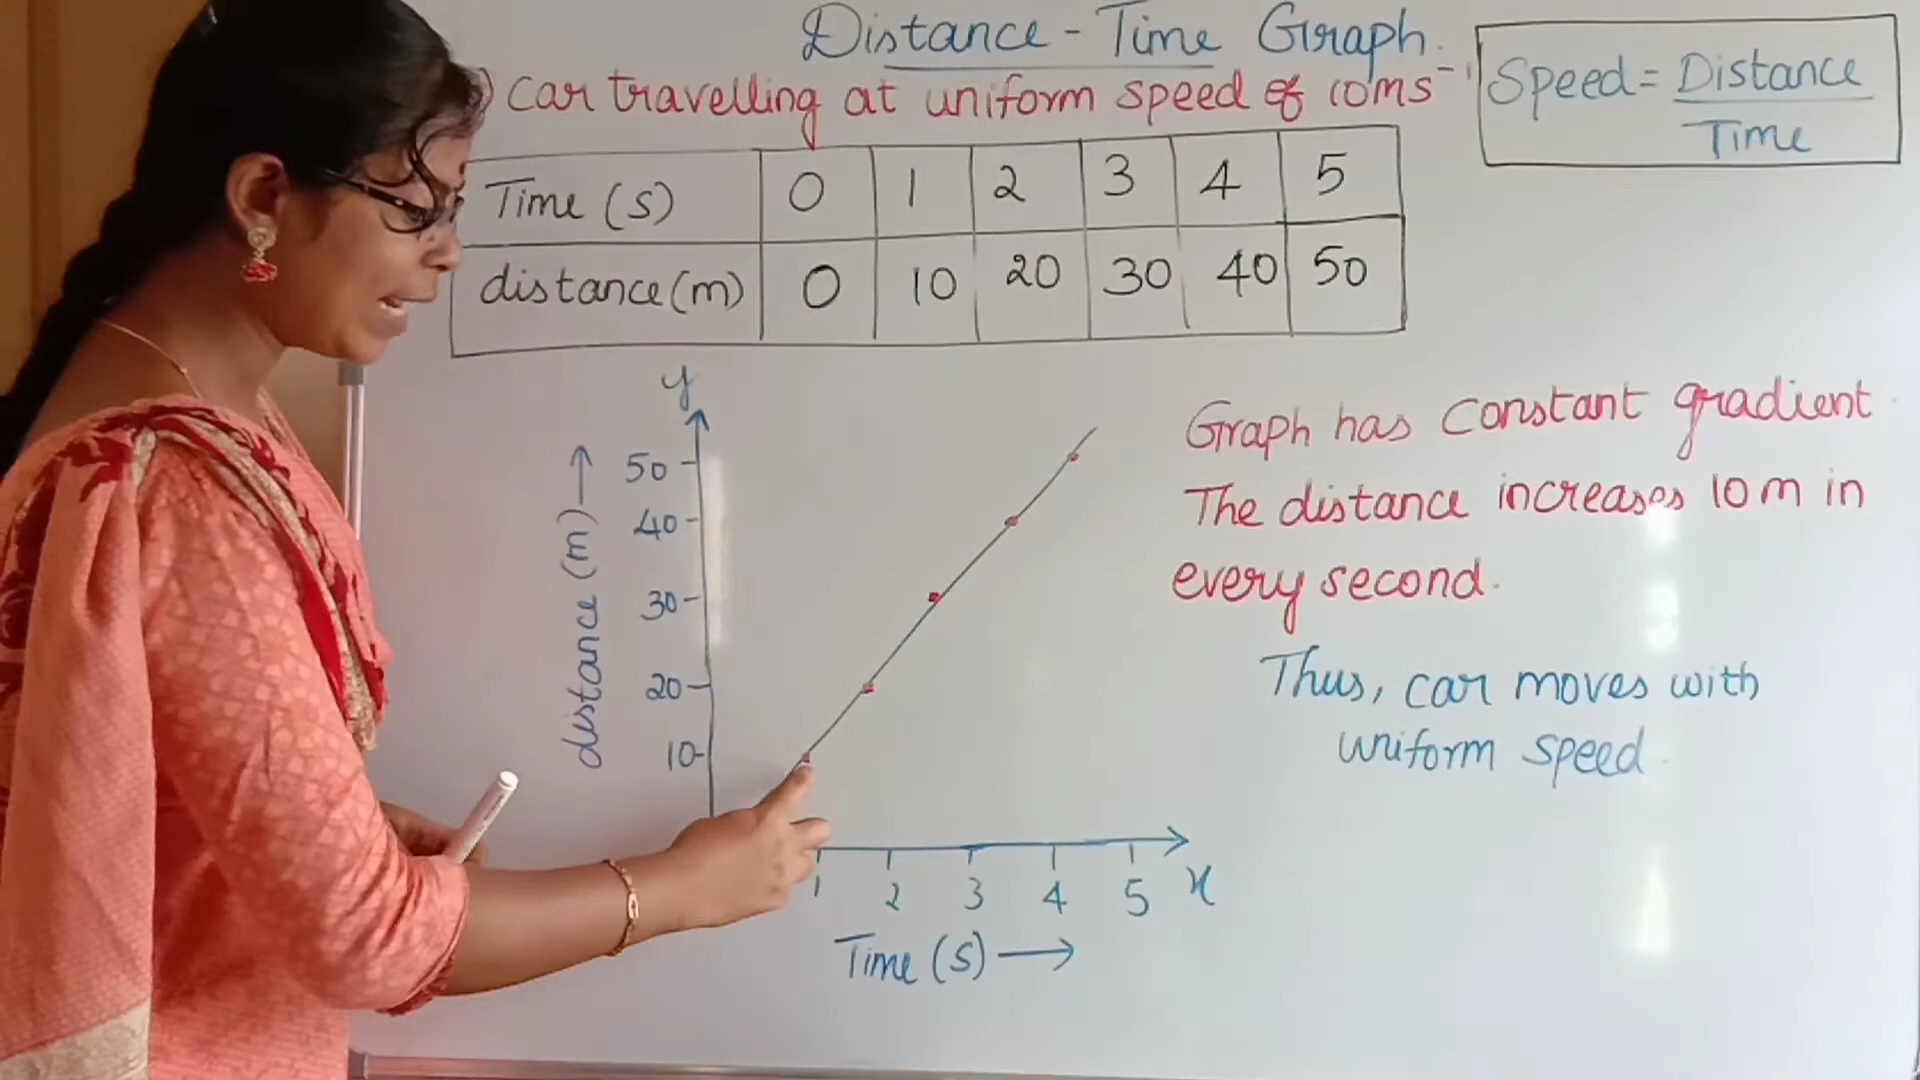 Distance - Time Graph.
) Car travelling at uniform speed of 10ms⁻¹
Speed = Distance
Time
Time (s) 0 1 2 3 4 5
distance (m) 0 10 20 30 40 50
y
50
40
30
20
10
distance (m) →
1 2 3 4 5 x
Time (s) →
Graph has constant gradient.
The distance increases 10m in
every second.
Thus, car moves with
uniform speed.